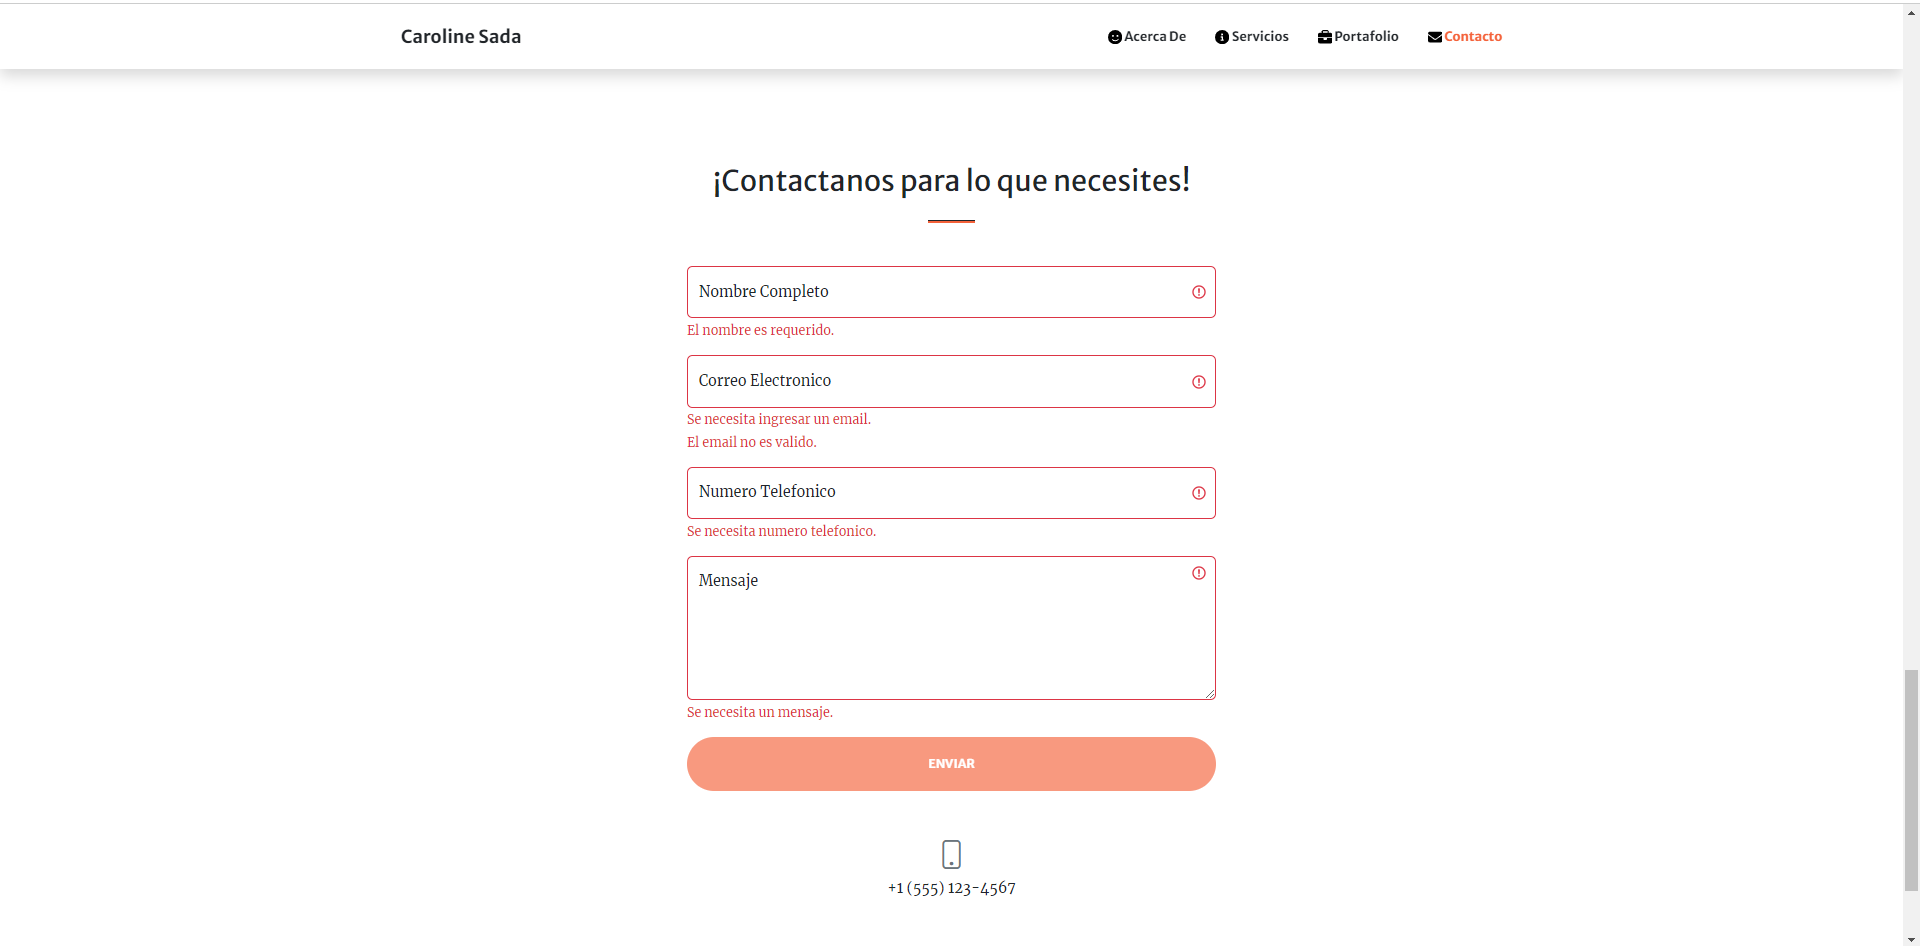 Caroline Sada
Acerca De
Servicios
Portafolio
Contacto
¡Contactanos para lo que necesites!
Nombre Completo
El nombre es requerido.
Correo Electronico
Se necesita ingresar un email.
El email no es valido.
Numero Telefonico
Se necesita numero telefonico.
Mensaje
Se necesita un mensaje.
ENVIAR
+1 (555) 123-4567